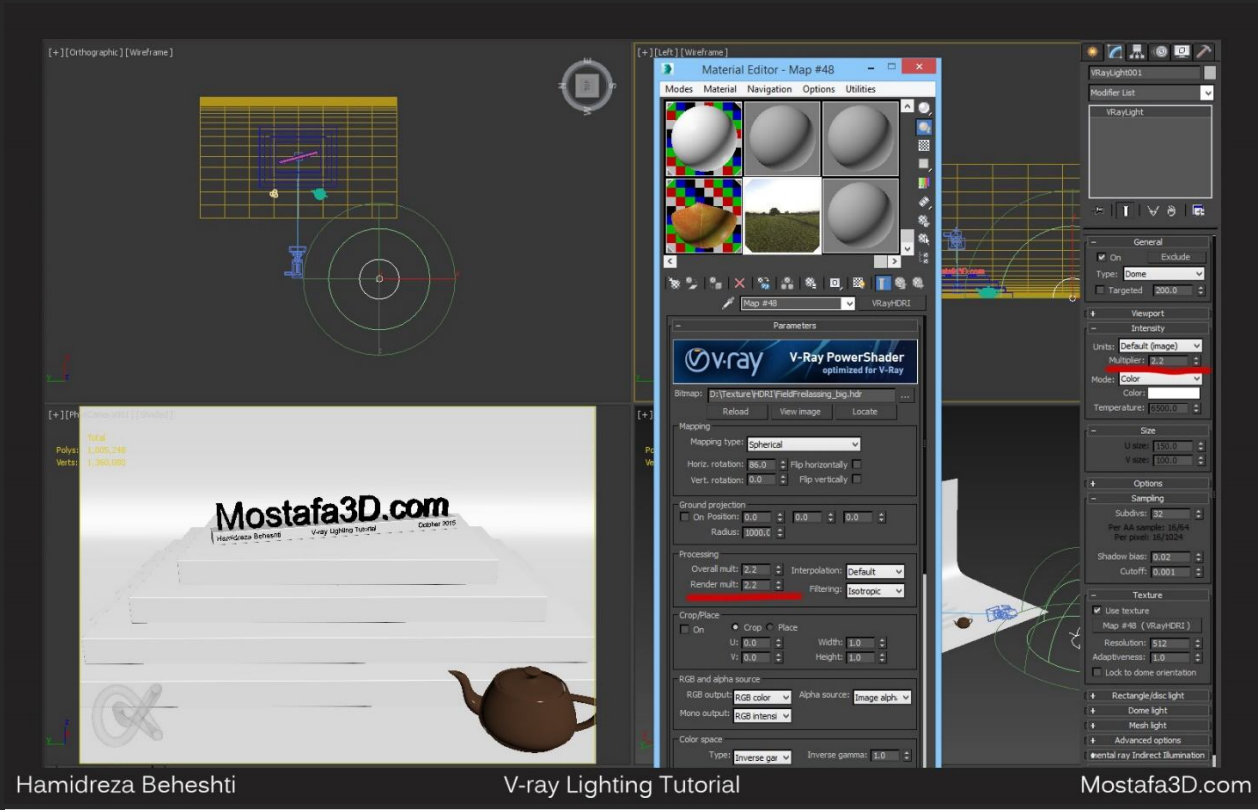 [+][Orthographic][Wireframe]
[+][Left][Wireframe]
Material Editor - Map #48
Modes Material Navigation Options Utilities
Map #48
VRayHDRI
Parameters
v·ray
V-Ray PowerShader
optimized for V-Ray
Bitmap: D:\Texture\HDRI\FieldFreilassing_big.hdr ...
Reload View image Locate
Mapping
Mapping type: Spherical
Horiz. rotation: 86.0 Flip horizontally
Vert. rotation: 0.0 Flip vertically
Ground projection
On Position: 0.0 0.0 0.0
Radius: 1000.0
Processing
Overall mult: 2.2 Interpolation: Default
Render mult: 2.2 Filtering: Isotropic
Crop/Place
On Crop Place
U: 0.0 Width: 1.0
V: 0.0 Height: 1.0
RGB and alpha source
RGB output: RGB color Alpha source: Image alph
Mono output: RGB intensi
Color space
Type: Inverse gar Inverse gamma: 1.0
VRayLight001
Modifier List
VRayLight
General
On Exclude
Type: Dome
Targeted 200.0
Viewport
Intensity
Units: Default (image)
Multiplier: 2.2
Mode: Color
Color:
Temperature: 6500.0
Size
U size: 150.0
V size: 100.0
Options
Sampling
Subdivs: 32
Per AA sample: 16/64
Per pixel: 16/1024
Shadow bias: 0.02
Cutoff: 0.001
Texture
Use texture
Map #48 (VRayHDRI)
Resolution: 512
Adaptiveness: 1.0
Lock to dome orientation
Rectangle/disc light
Dome light
Mesh light
Advanced options
mental ray Indirect Illumination
Total
Polys:
Verts:
Mostafa3D.com
Hamidreza Beheshti V-ray Lighting Tutorial October 2015
Hamidreza Beheshti
V-ray Lighting Tutorial
Mostafa3D.com